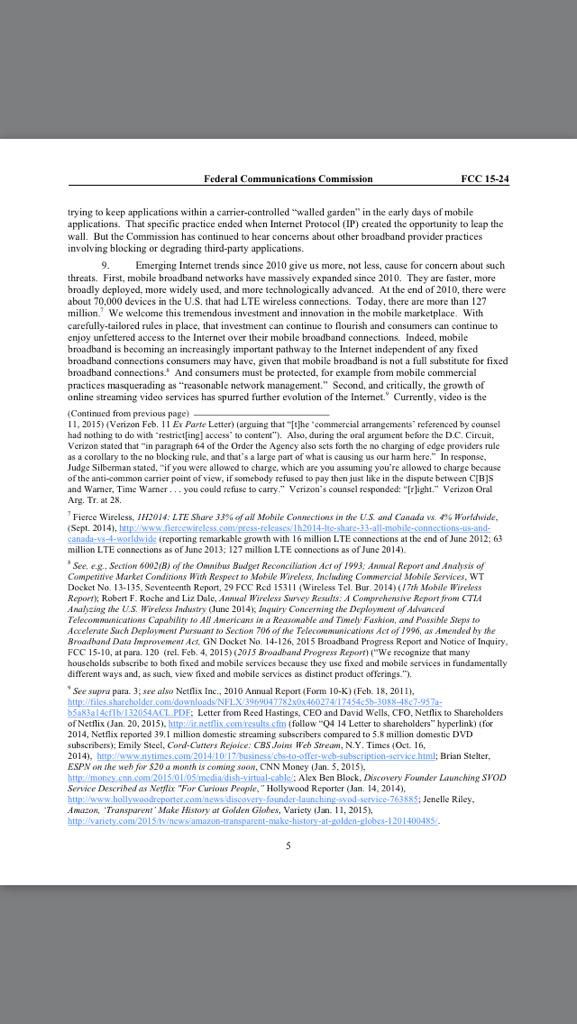 Federal Communications Commission FCC 15-24
trying to keep applications within a carrier-controlled “walled garden” in the early days of mobile
applications. That specific practice ended when Internet Protocol (IP) created the opportunity to leap the
wall. But the Commission has continued to hear concerns about other broadband provider practices
involving blocking or degrading third-party applications.
9. Emerging Internet trends since 2010 give us more, not less, cause for concern about such
threats. First, mobile broadband networks have massively expanded since 2010. They are faster, more
broadly deployed, more widely used, and more technologically advanced. At the end of 2010, there were
about 70,000 devices in the U.S. that had LTE wireless connections. Today, there are more than 127
million.7 We welcome this tremendous investment and innovation in the mobile marketplace. With
carefully-tailored rules in place, that investment can continue to flourish and consumers can continue to
enjoy unfettered access to the Internet over their mobile broadband connections. Indeed, mobile
broadband is becoming an increasingly important pathway to the Internet independent of any fixed
broadband connections consumers may have, given that mobile broadband is not a full substitute for fixed
broadband connections.8 And consumers must be protected, for example from mobile commercial
practices masquerading as “reasonable network management.” Second, and critically, the growth of
online streaming video services has spurred further evolution of the Internet.9 Currently, video is the
(Continued from previous page)
11, 2015) (Verizon Feb. 11 Ex Parte Letter) (arguing that “[t]he ‘commercial arrangements’ referenced by counsel
had nothing to do with ‘restrict[ing] access’ to content”). Also, during the oral argument before the D.C. Circuit,
Verizon stated that “in paragraph 64 of the Order the Agency also sets forth the no charging of edge providers rule
as a corollary to the no blocking rule, and that’s a large part of what is causing us our harm here.” In response,
Judge Silberman stated, “if you were allowed to charge, which are you assuming you’re allowed to charge because
of the anti-common carrier point of view, if somebody refused to pay then just like in the dispute between C[B]S
and Warner, Time Warner . . . you could refuse to carry.” Verizon’s counsel responded: “[r]ight.” Verizon Oral
Arg. Tr. at 28.
7 Fierce Wireless, 1H2014: LTE Share 33% of all Mobile Connections in the U.S. and Canada vs. 4% Worldwide,
(Sept. 2014), http://www.fiercewireless.com/press-releases/1h2014-lte-share-33-all-mobile-connections-us-and-
canada-vs-4-worldwide (reporting remarkable growth with 16 million LTE connections at the end of June 2012; 63
million LTE connections as of June 2013; 127 million LTE connections as of June 2014).
8 See, e.g., Section 6002(B) of the Omnibus Budget Reconciliation Act of 1993; Annual Report and Analysis of
Competitive Market Conditions With Respect to Mobile Wireless, Including Commercial Mobile Services, WT
Docket No. 13-135, Seventeenth Report, 29 FCC Rcd 15311 (Wireless Tel. Bur. 2014) (17th Mobile Wireless
Report); Robert F. Roche and Liz Dale, Annual Wireless Survey Results: A Comprehensive Report from CTIA
Analyzing the U.S. Wireless Industry (June 2014); Inquiry Concerning the Deployment of Advanced
Telecommunications Capability to All Americans in a Reasonable and Timely Fashion, and Possible Steps to
Accelerate Such Deployment Pursuant to Section 706 of the Telecommunications Act of 1996, as Amended by the
Broadband Data Improvement Act, GN Docket No. 14-126, 2015 Broadband Progress Report and Notice of Inquiry,
FCC 15-10, at para. 120 (rel. Feb. 4, 2015) (2015 Broadband Progress Report) (“We recognize that many
households subscribe to both fixed and mobile services because they use fixed and mobile services in fundamentally
different ways and, as such, view fixed and mobile services as distinct product offerings.”).
9 See supra para. 3; see also Netflix Inc., 2010 Annual Report (Form 10-K) (Feb. 18, 2011),
http://files.shareholder.com/downloads/NFLX/3969047782x0x460274/17454c5b-3088-48c7-957a-
b5a83a14cf1b/132054ACL.PDF; Letter from Reed Hastings, CEO and David Wells, CFO, Netflix to Shareholders
of Netflix (Jan. 20, 2015), http://ir.netflix.com/results.cfm (follow “Q4 14 Letter to shareholders” hyperlink) (for
2014, Netflix reported 39.1 million domestic streaming subscribers compared to 5.8 million domestic DVD
subscribers); Emily Steel, Cord-Cutters Rejoice: CBS Joins Web Stream, N.Y. Times (Oct. 16,
2014), http://www.nytimes.com/2014/10/17/business/cbs-to-offer-web-subscription-service.html; Brian Stelter,
ESPN on the web for $20 a month is coming soon, CNN Money (Jan. 5, 2015),
http://money.cnn.com/2015/01/05/media/dish-virtual-cable/; Alex Ben Block, Discovery Founder Launching SVOD
Service Described as Netflix "For Curious People," Hollywood Reporter (Jan. 14, 2014),
http://www.hollywoodreporter.com/news/discovery-founder-launching-svod-service-763885; Jenelle Riley,
Amazon, ‘Transparent’ Make History at Golden Globes, Variety (Jan. 11, 2015),
http://variety.com/2015/tv/news/amazon-transparent-make-history-at-golden-globes-1201400485/.
5